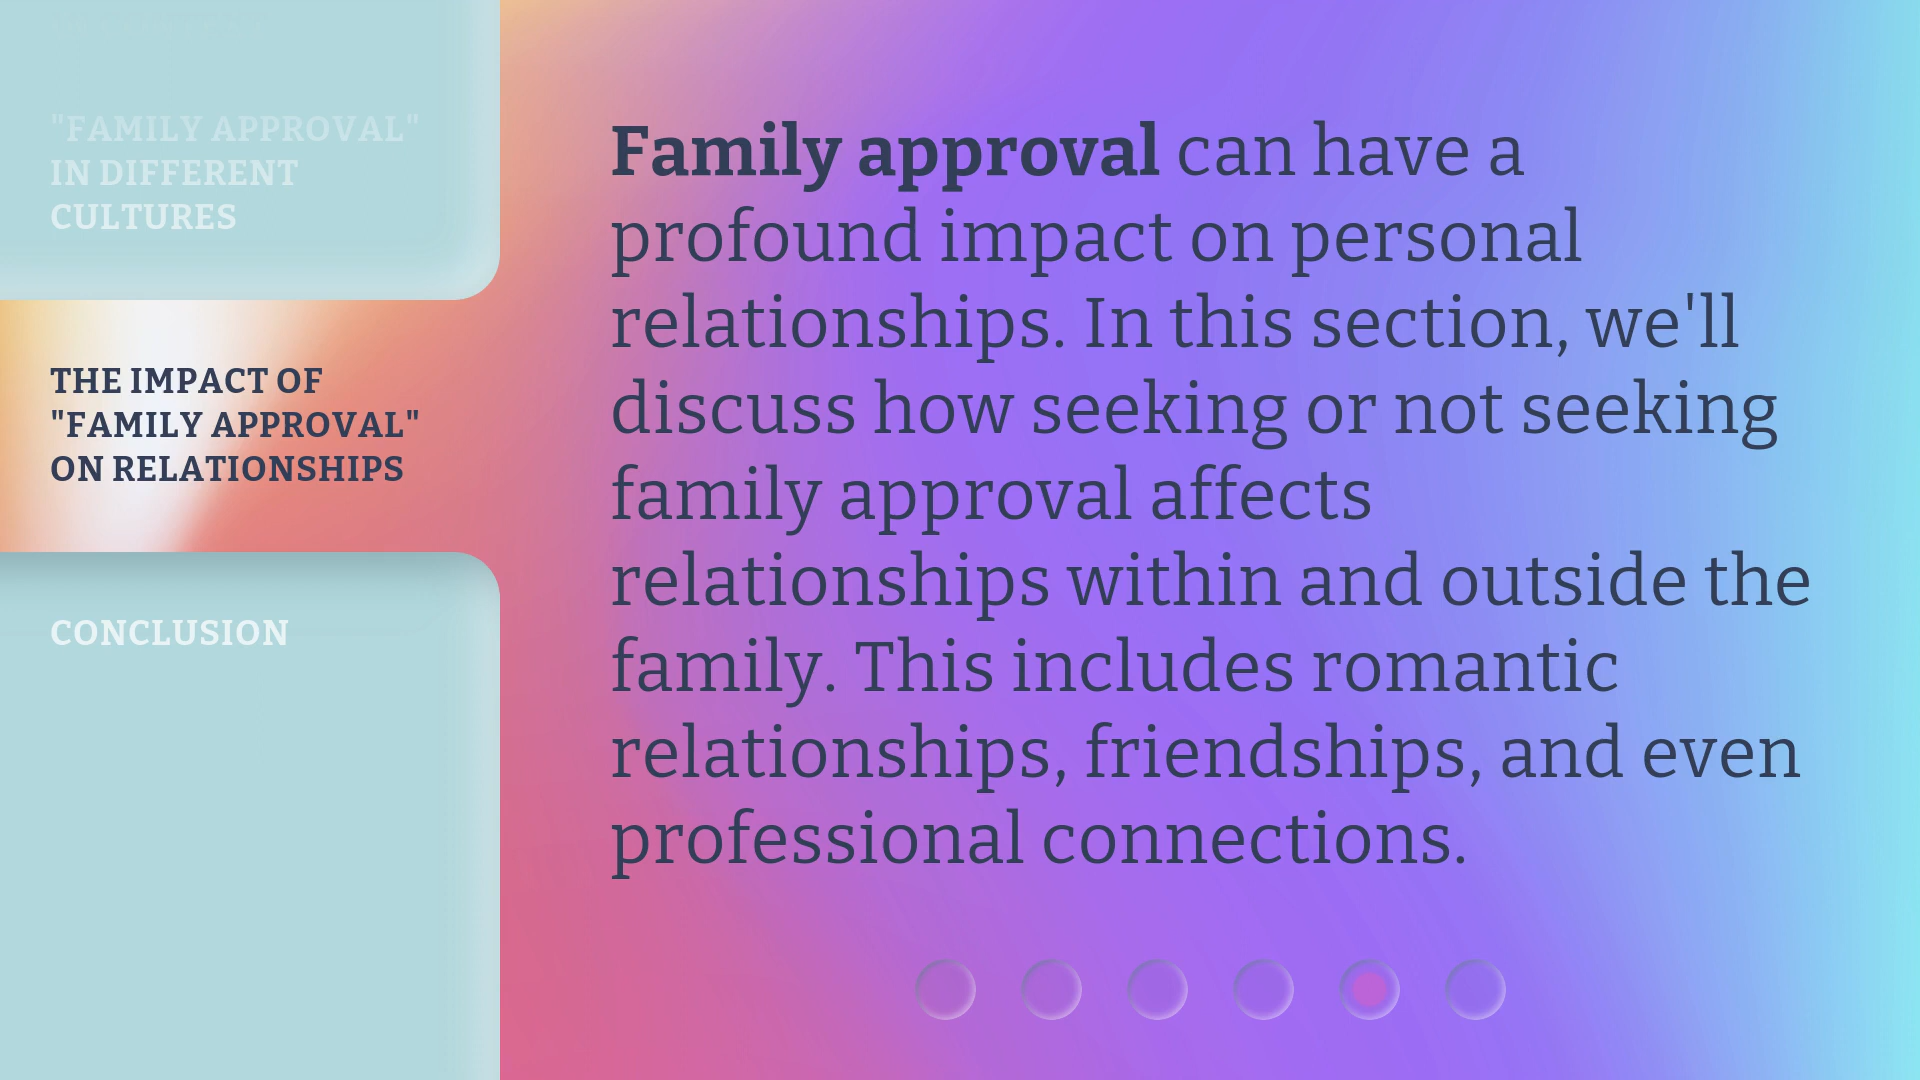 "FAMILY APPROVAL"
IN DIFFERENT
CULTURES
THE IMPACT OF
"FAMILY APPROVAL"
ON RELATIONSHIPS
CONCLUSION
Family approval can have a
profound impact on personal
relationships. In this section, we'll
discuss how seeking or not seeking
family approval affects
relationships within and outside the
family. This includes romantic
relationships, friendships, and even
professional connections.